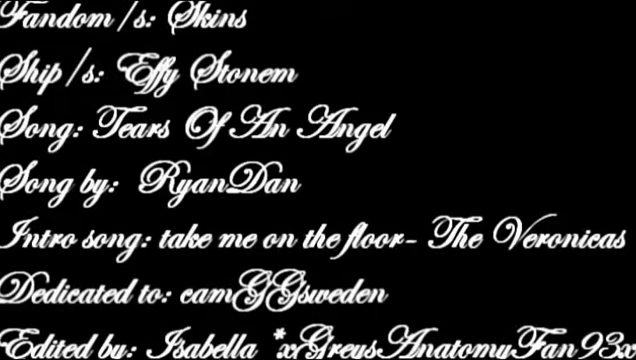 Fandom/s: Skins
Ship/s: Effy Stonem
Song: Tears Of An Angel
Song by: RyanDan
Intro song: take me on the floor- The Veronicas
Dedicated to: camGGsweden
Edited by: Isabella *xGreysAnatomyFan93x